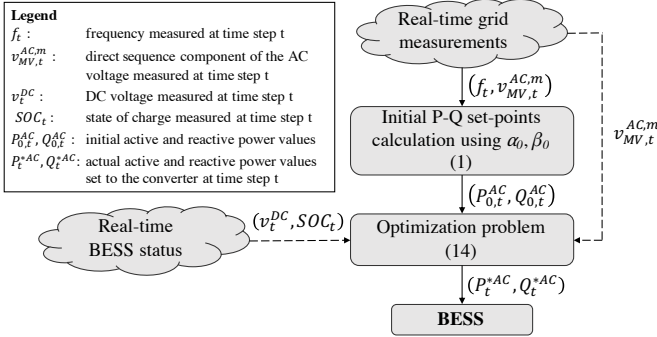 Legend
f_t : frequency measured at time step t
v_{MV,t}^{AC,m} : direct sequence component of the AC
voltage measured at time step t
v_t^{DC} : DC voltage measured at time step t
SOC_t : state of charge measured at time step t
P_{0,t}^{AC}, Q_{0,t}^{AC} : initial active and reactive power values
P_t^{*AC}, Q_t^{*AC} : actual active and reactive power values
set to the converter at time step t
Real-time grid
measurements
(f_t, v_{MV,t}^{AC,m})
v_{MV,t}^{AC,m}
Initial P-Q set-points
calculation using α_0, β_0
(1)
(P_{0,t}^{AC}, Q_{0,t}^{AC})
Real-time
BESS status
(v_t^{DC}, SOC_t)
Optimization problem
(14)
(P_t^{*AC}, Q_t^{*AC})
BESS